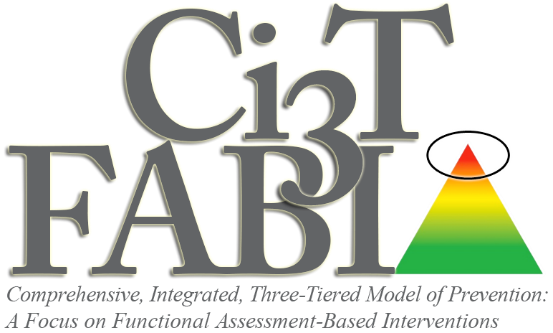 Ci3T
FABI
Comprehensive, Integrated, Three-Tiered Model of Prevention:
A Focus on Functional Assessment-Based Interventions